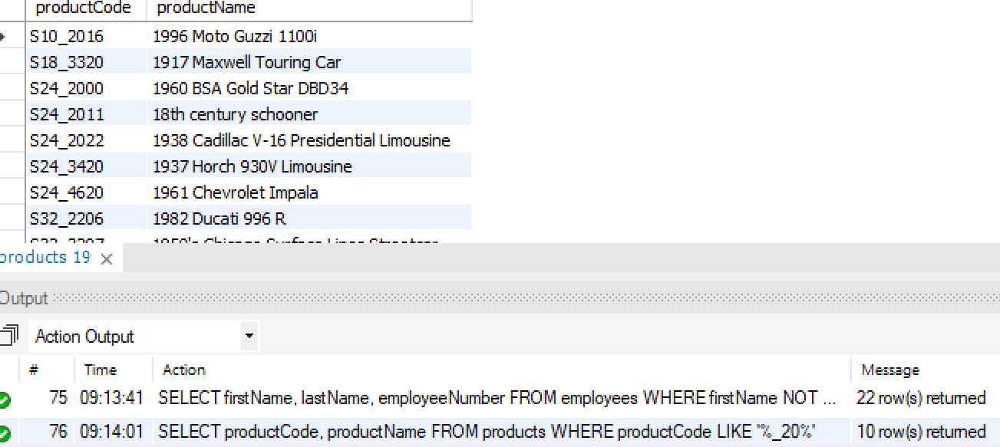 productCode productName
S10_2016 1996 Moto Guzzi 1100i
S18_3320 1917 Maxwell Touring Car
S24_2000 1960 BSA Gold Star DBD34
S24_2011 18th century schooner
S24_2022 1938 Cadillac V-16 Presidential Limousine
S24_3420 1937 Horch 930V Limousine
S24_4620 1961 Chevrolet Impala
S32_2206 1982 Ducati 996 R
products 19
Output
Action Output
# Time Action Message
75 09:13:41 SELECT firstName, lastName, employeeNumber FROM employees WHERE firstName NOT ... 22 row(s) returned
76 09:14:01 SELECT productCode, productName FROM products WHERE productCode LIKE '%_20%' 10 row(s) returned